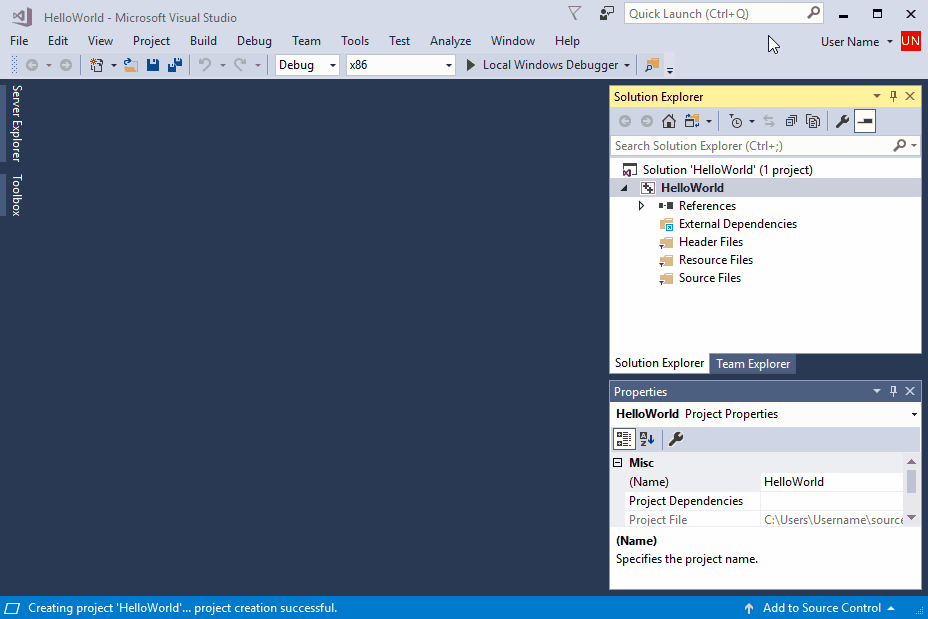 HelloWorld - Microsoft Visual Studio
Quick Launch (Ctrl+Q)
File Edit View Project Build Debug Team Tools Test Analyze Window Help
User Name UN
Debug x86 Local Windows Debugger
Server Explorer
Toolbox
Solution Explorer
Search Solution Explorer (Ctrl+;)
Solution 'HelloWorld' (1 project)
HelloWorld
References
External Dependencies
Header Files
Resource Files
Source Files
Solution Explorer Team Explorer
Properties
HelloWorld Project Properties
Misc
(Name) HelloWorld
Project Dependencies
Project File C:\Users\Username\source
(Name)
Specifies the project name.
Creating project 'HelloWorld'... project creation successful.
Add to Source Control